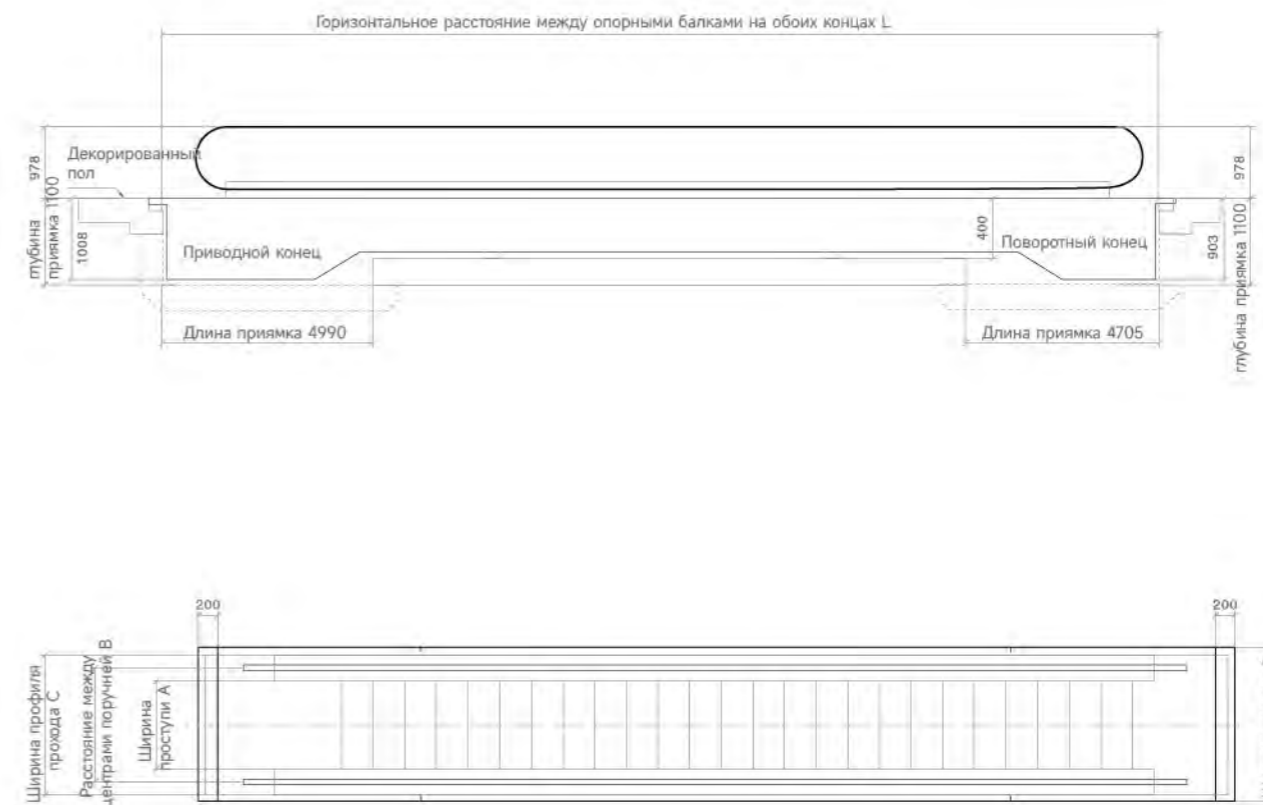 Горизонтальное расстояние между опорными балками на обоих концах L
978
Декорированный
пол
978
глубина
приямка 1100
1008
Приводной конец
400
Поворотный конец
903
глубина приямка 1100
Длина приямка 4990
Длина приямка 4705
200
200
Ширина профиля
прохода C
Расстояние между
центрами поручней B
Ширина
проступи A